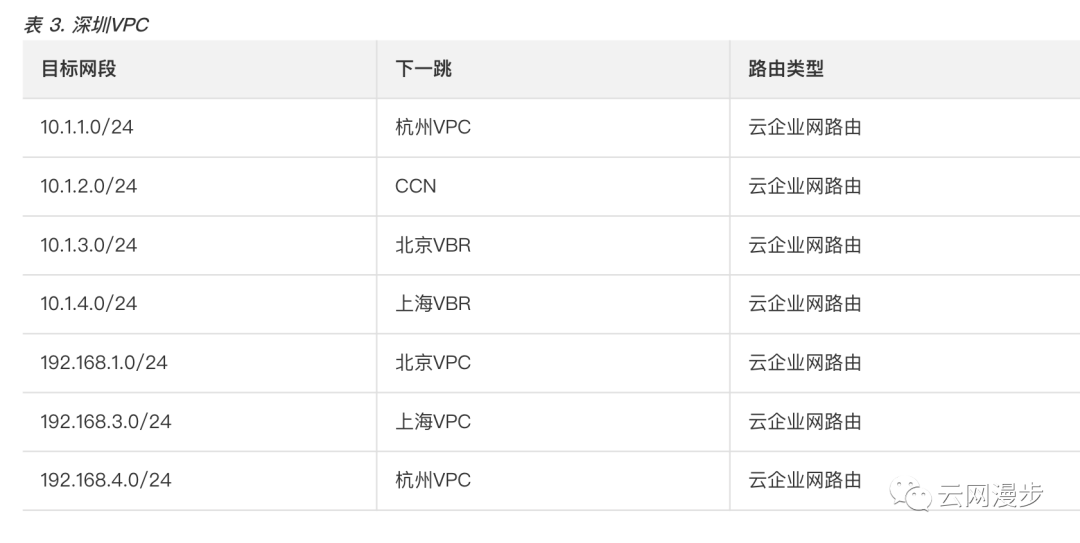 表 3. 深圳VPC
目标网段 下一跳 路由类型
10.1.1.0/24 杭州VPC 云企业网路由
10.1.2.0/24 CCN 云企业网路由
10.1.3.0/24 北京VBR 云企业网路由
10.1.4.0/24 上海VBR 云企业网路由
192.168.1.0/24 北京VPC 云企业网路由
192.168.3.0/24 上海VPC 云企业网路由
192.168.4.0/24 杭州VPC 云企业网路由
云网漫步